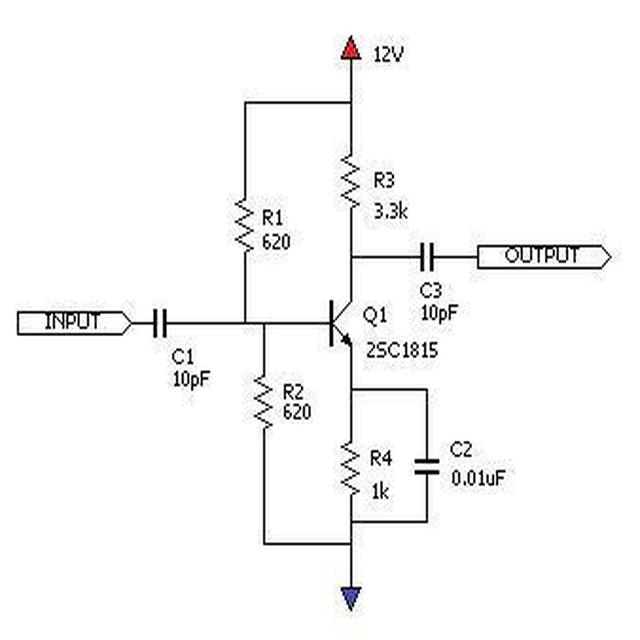 12V
R3
3.3k
R1
620
OUTPUT
C3
10pF
INPUT
Q1
2SC1815
C1
10pF
R2
620
R4
1k
C2
0.01uF